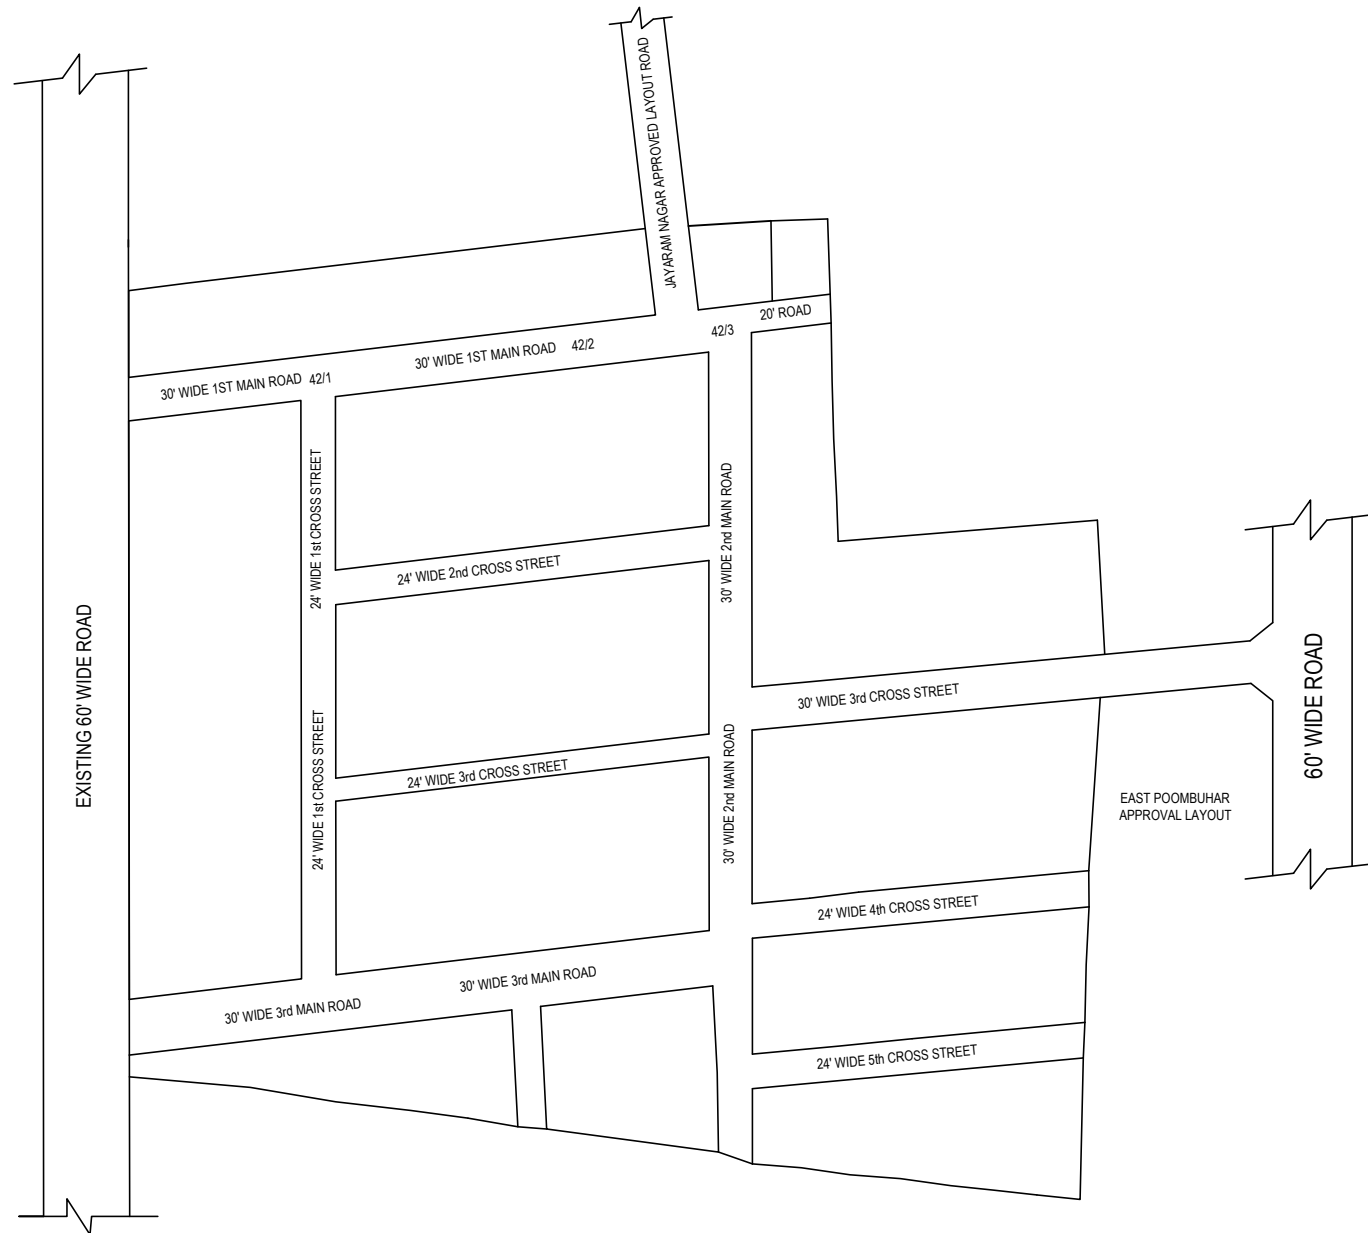 JAYARAM NAGAR APPROVED LAYOUT ROAD
20' ROAD
42/3
30' WIDE 1ST MAIN ROAD 42/2
30' WIDE 1ST MAIN ROAD 42/1
24' WIDE 1st CROSS STREET
30' WIDE 2nd MAIN ROAD
24' WIDE 2nd CROSS STREET
EXISTING 60' WIDE ROAD
30' WIDE 3rd CROSS STREET
60' WIDE ROAD
24' WIDE 1st CROSS STREET
24' WIDE 3rd CROSS STREET
30' WIDE 2nd MAIN ROAD
EAST POOMBUHAR
APPROVAL LAYOUT
24' WIDE 4th CROSS STREET
30' WIDE 3rd MAIN ROAD
30' WIDE 3rd MAIN ROAD
24' WIDE 5th CROSS STREET